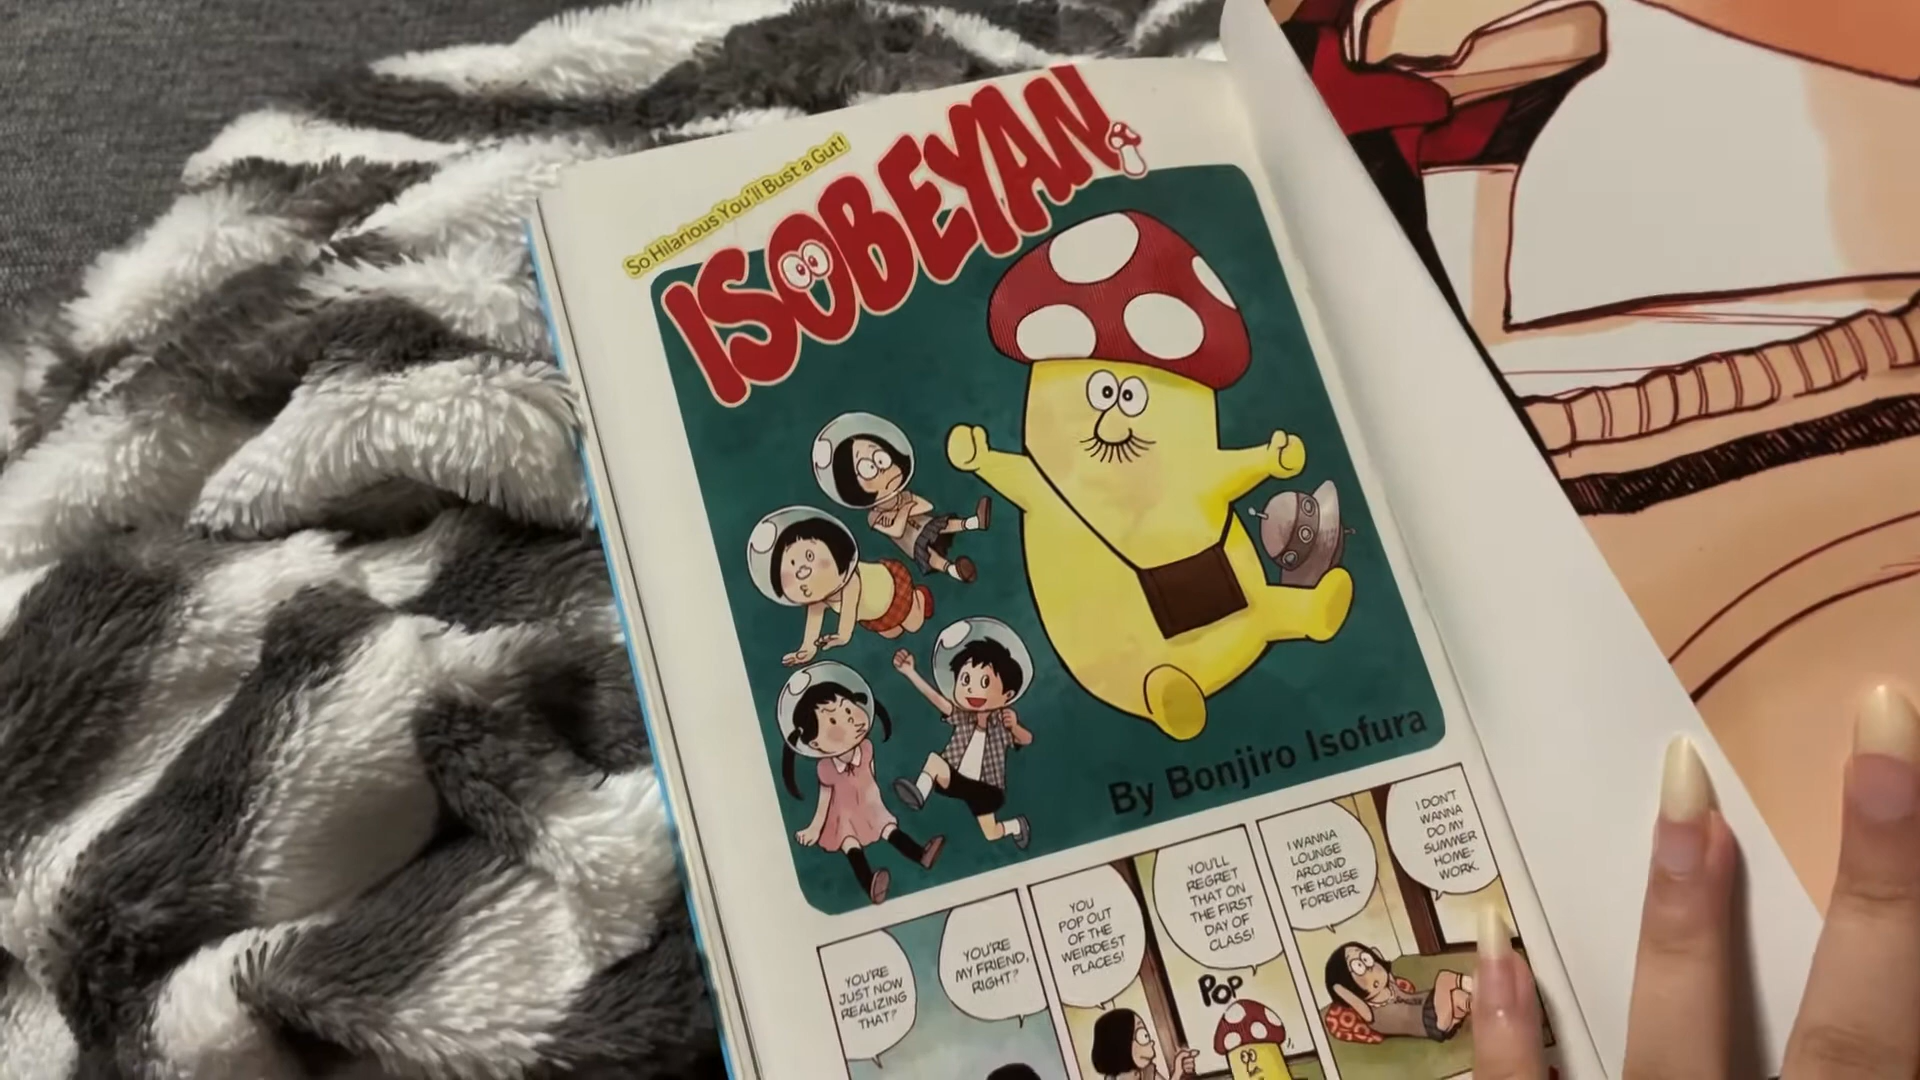 So Hilarious You'll Bust a Gut!
ISOBEYAN
By Bonjiro Isofura
I DON'T
WANNA
DO MY
SUMMER
HOME-
WORK.
I WANNA
LOUNGE
AROUND
THE HOUSE
FOREVER.
YOU'LL
REGRET
THAT ON
THE FIRST
DAY OF
CLASS!
POP
YOU
POP OUT
OF THE
WEIRDEST
PLACES!
YOU'RE
MY FRIEND,
RIGHT?
YOU'RE
JUST NOW
REALIZING
THAT?